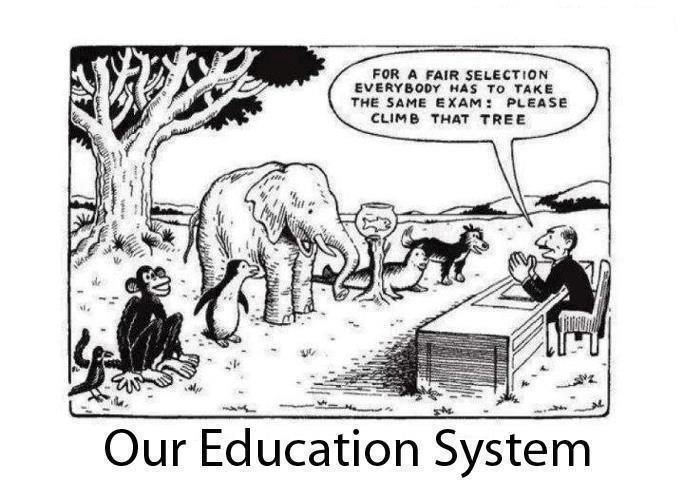 FOR A FAIR SELECTION
EVERYBODY HAS TO TAKE
THE SAME EXAM: PLEASE
CLIMB THAT TREE
Our Education System